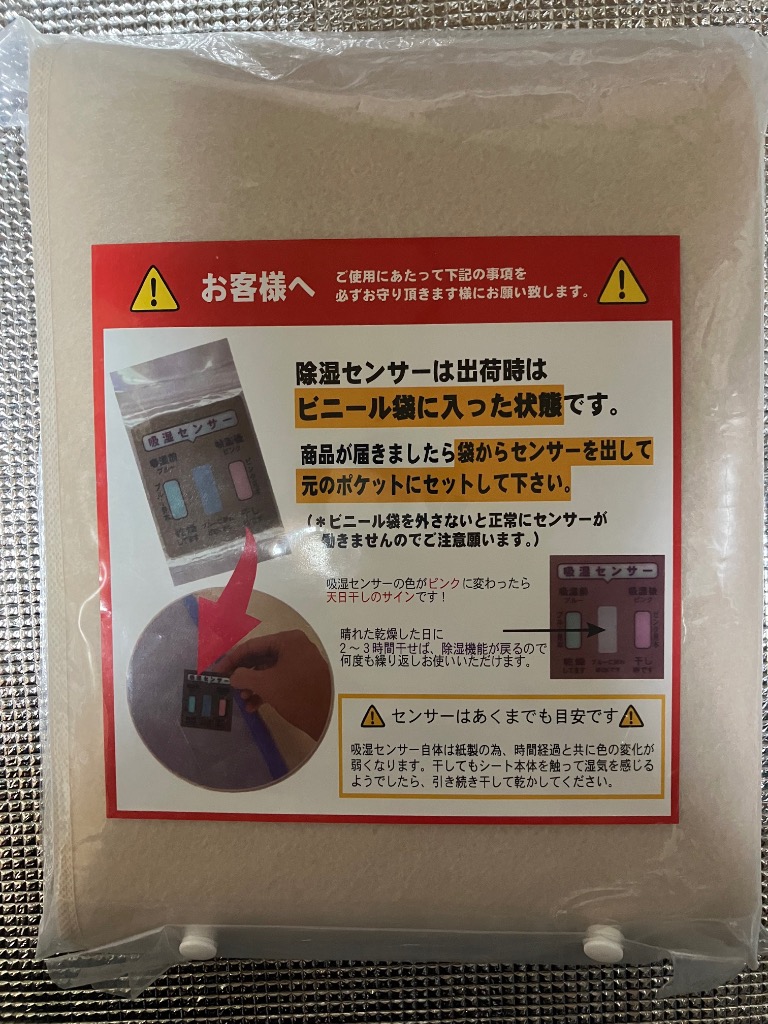 お客様へ
ご使用にあたって下記の事項を
必ずお守り頂きます様にお願い致します。
除湿センサーは出荷時は
ビニール袋に入った状態です。
商品が届きましたら袋からセンサーを出して
元のポケットにセットして下さい。
（＊ビニール袋を外さないと正常にセンサーが
働きませんのでご注意願います。）
吸湿センサー
吸湿センサーの色がピンクに変わったら
天日干しのサインです！
晴れた乾燥した日に
２～３時間干せば、除湿機能が戻るので
何度も繰り返しお使いいただけます。
吸湿センサー
吸湿センサー
センサーはあくまでも目安です
吸湿センサー自体は紙製の為、時間経過と共に色の変化が
弱くなります。干してもシート本体を触って湿気を感じる
ようでしたら、引き続き干して乾かしてください。